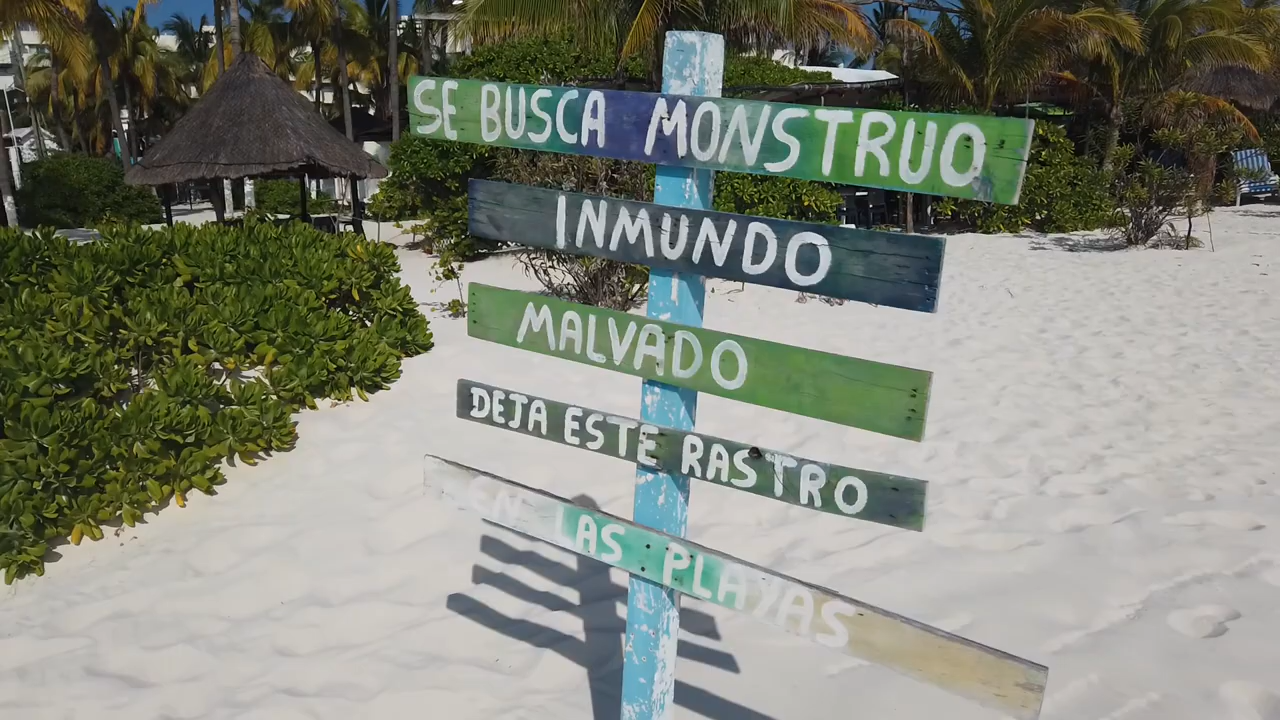 SE BUSCA MONSTRUO
INMUNDO
MALVADO
DEJA ESTE RASTRO
EN LAS PLAYAS